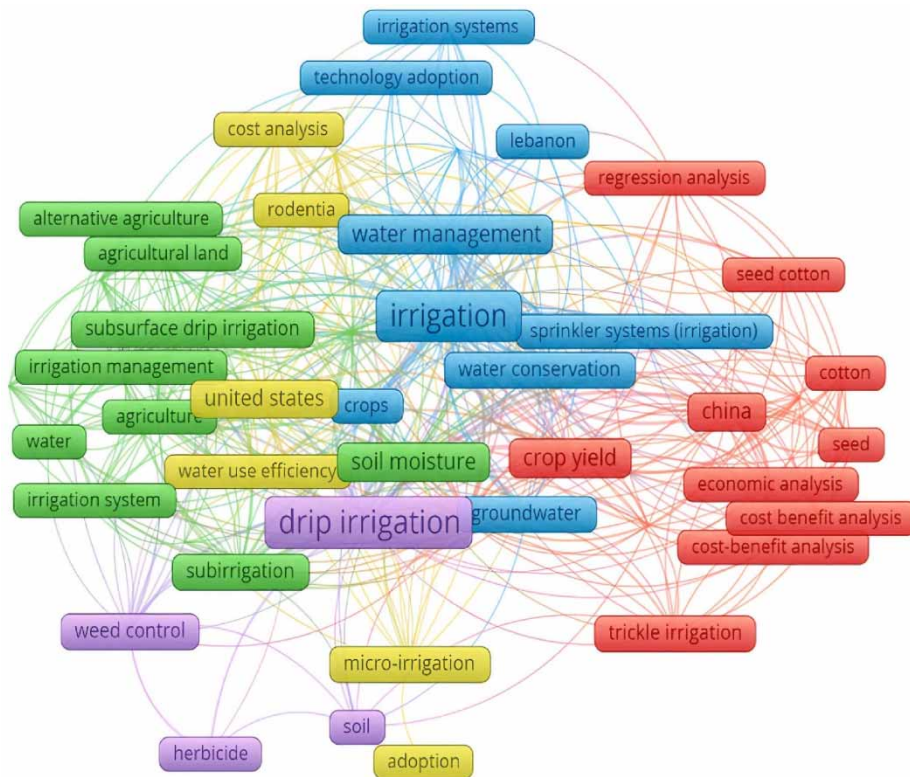 irrigation systems
technology adoption
cost analysis
lebanon
regression analysis
rodentia
alternative agriculture
water management
agricultural land
seed cotton
irrigation
subsurface drip irrigation
sprinkler systems (irrigation)
irrigation management
water conservation
cotton
united states
crops
agriculture
china
water
seed
soil moisture
crop yield
water use efficiency
economic analysis
irrigation system
drip irrigation
groundwater
cost benefit analysis
cost-benefit analysis
subirrigation
weed control
trickle irrigation
micro-irrigation
soil
herbicide
adoption